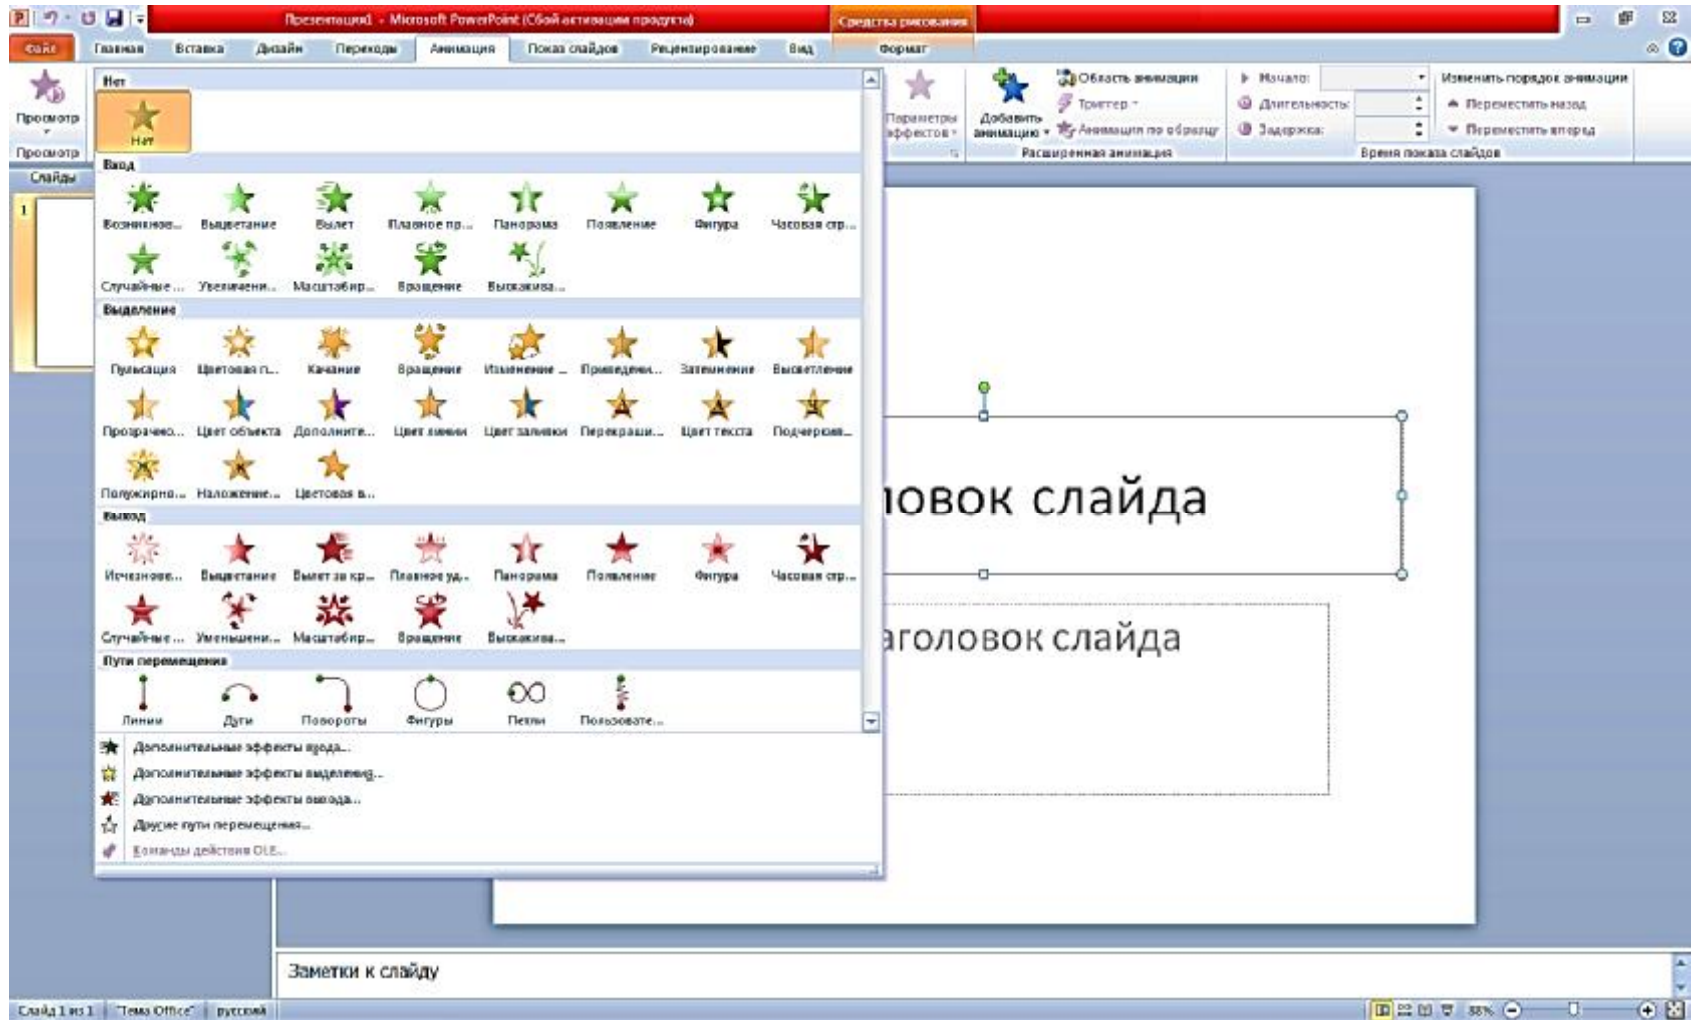 Презентация1 - Microsoft PowerPoint (Сбой активации продукта)
Средства рисования
Файл Главная Вставка Дизайн Переходы Анимация Показ слайдов Рецензирование Вид Формат
Просмотр
Просмотр
Параметры эффектов
Добавить анимацию
Область анимации
Триггер
Анимация по образцу
Расширенная анимация
Начало:
Длительность:
Задержка:
Изменить порядок анимации
Переместить назад
Переместить вперед
Время показа слайдов
Слайды
1
Нет
Нет
Вход
Возникнов... Выцветание Вылет Плавное пр... Панорама Появление Фигура Часовая стр...
Случайные ... Увеличени... Масштабир... Вращение Выскакива...
Выделение
Пульсация Цветовая п... Качание Вращение Изменение ... Приведени... Затемнение Высветление
Прозрачно... Цвет объекта Дополните... Цвет линии Цвет заливки Перекраши... Цвет текста Подчеркив...
Полужирно... Наложение... Цветовая в...
Выход
Исчезнове... Выцветание Вылет за кр... Плавное уд... Панорама Появление Фигура Часовая стр...
Случайные ... Уменьшени... Масштабир... Вращение Выскакива...
Пути перемещения
Линии Дуги Повороты Фигуры Петли Пользовате...
Дополнительные эффекты входа...
Дополнительные эффекты выделения...
Дополнительные эффекты выхода...
Другие пути перемещения...
Команды действия OLE...
ловок слайда
аголовок слайда
Заметки к слайду
Слайд 1 из 1 "Тема Office" русский 88%